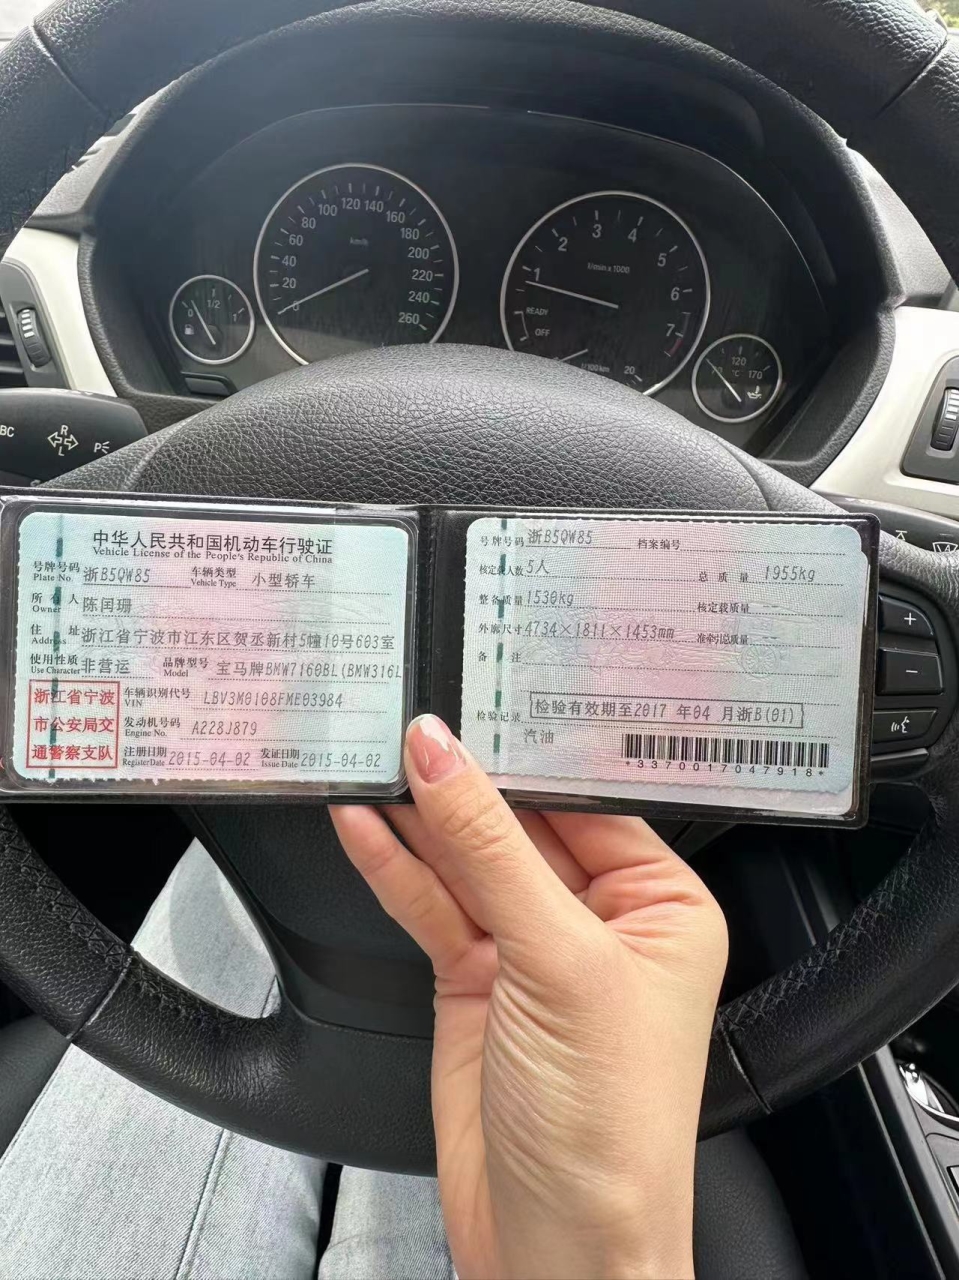 20 40 60 80 100 120 140 160 180 200 220 240 260
km/h
0 1/2 1
1 2 3 4 5 6 7
1/min x 1000
READY
OFF
l/100 km
20
120
°C 170
BC
R
L
P
中华人民共和国机动车行驶证
Vehicle License of the People's Republic of China
号牌号码 浙B5QW85 车辆类型 小型轿车
Plate No. Vehicle Type
所有人 陈闰珊
Owner
住址 浙江省宁波市江东区贺丞新村5幢10号603室
Address
使用性质 非营运 品牌型号 宝马牌BMW7160BL(BMW316L
Use Character Model
浙江省宁波
市公安局交
通警察支队
车辆识别代号 LBV3M0108FME03984
VIN
发动机号码 A228J879
Engine No.
注册日期 2015-04-02 发证日期 2015-04-02
Register Date Issue Date
号牌号码 浙B5QW85 档案编号
核定载人数 5人 总质量 1955kg
整备质量 1530kg 核定载质量 --
外廓尺寸 4734×1811×1453mm 准牵引总质量 --
备注
检验记录 检验有效期至2017 年04 月浙B(01)
汽油
*3370017047918*
+
−